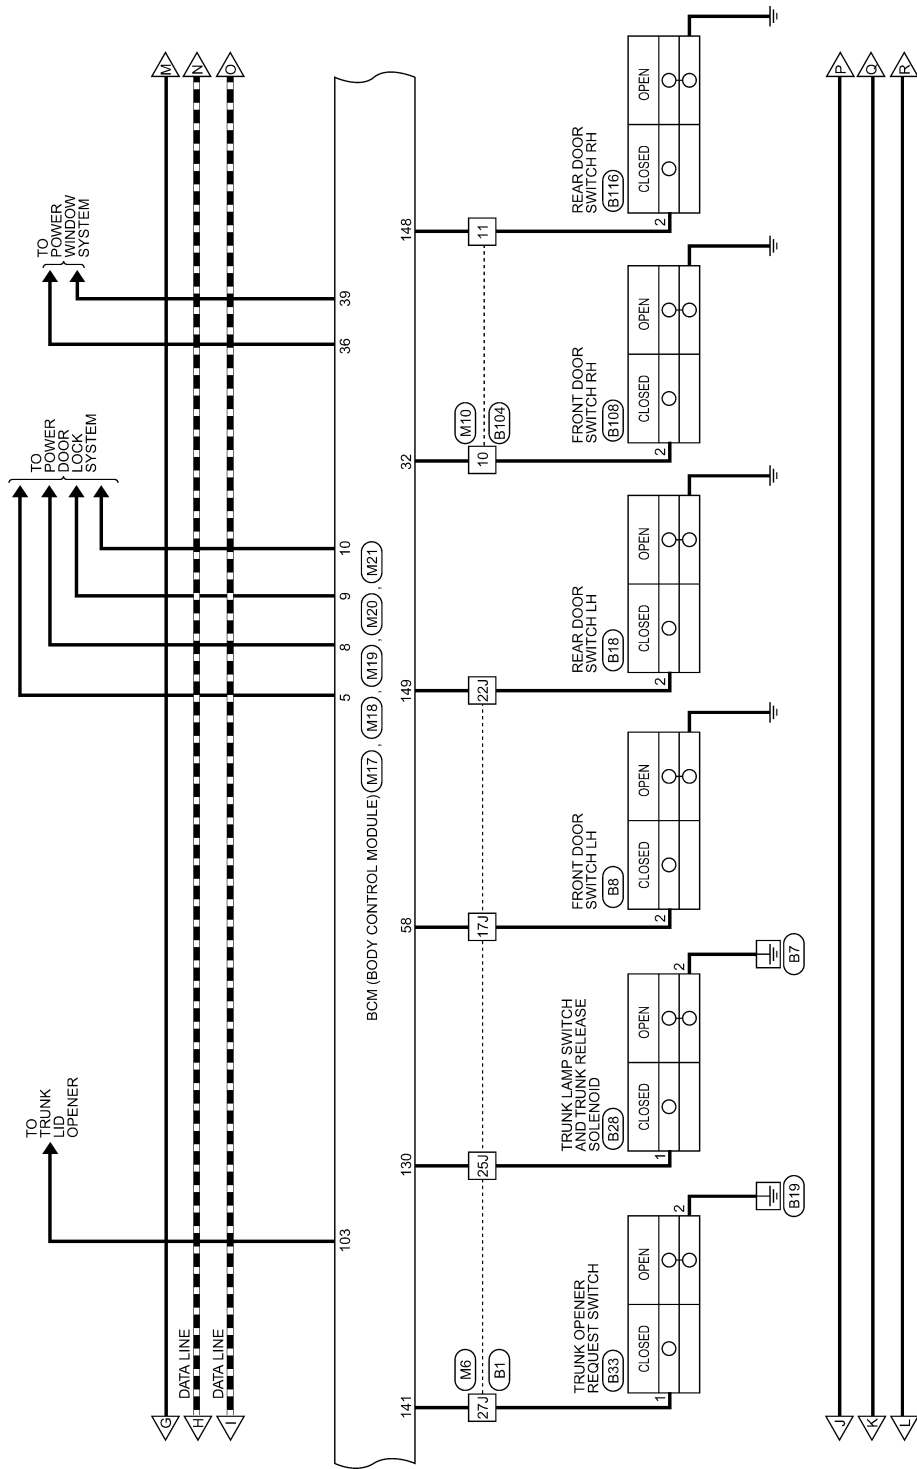 G
H
I
DATA LINE
DATA LINE
M
N
O
TO
TRUNK
LID
OPENER
TO
POWER
DOOR
LOCK
SYSTEM
TO
POWER
WINDOW
SYSTEM
103
5
8
9
10
36
39
BCM (BODY CONTROL MODULE) M17 , M18 , M19 , M20 , M21
141
130
58
149
32
148
27J
M6
B1
25J
17J
22J
10
M10
B104
11
TRUNK OPENER
REQUEST SWITCH
B33
CLOSED
OPEN
1
2
B19
TRUNK LAMP SWITCH
AND TRUNK RELEASE
SOLENOID
B28
CLOSED
OPEN
1
2
B7
FRONT DOOR
SWITCH LH
B8
CLOSED
OPEN
2
REAR DOOR
SWITCH LH
B18
CLOSED
OPEN
2
FRONT DOOR
SWITCH RH
B108
CLOSED
OPEN
2
REAR DOOR
SWITCH RH
B116
CLOSED
OPEN
2
J
K
L
P
Q
R